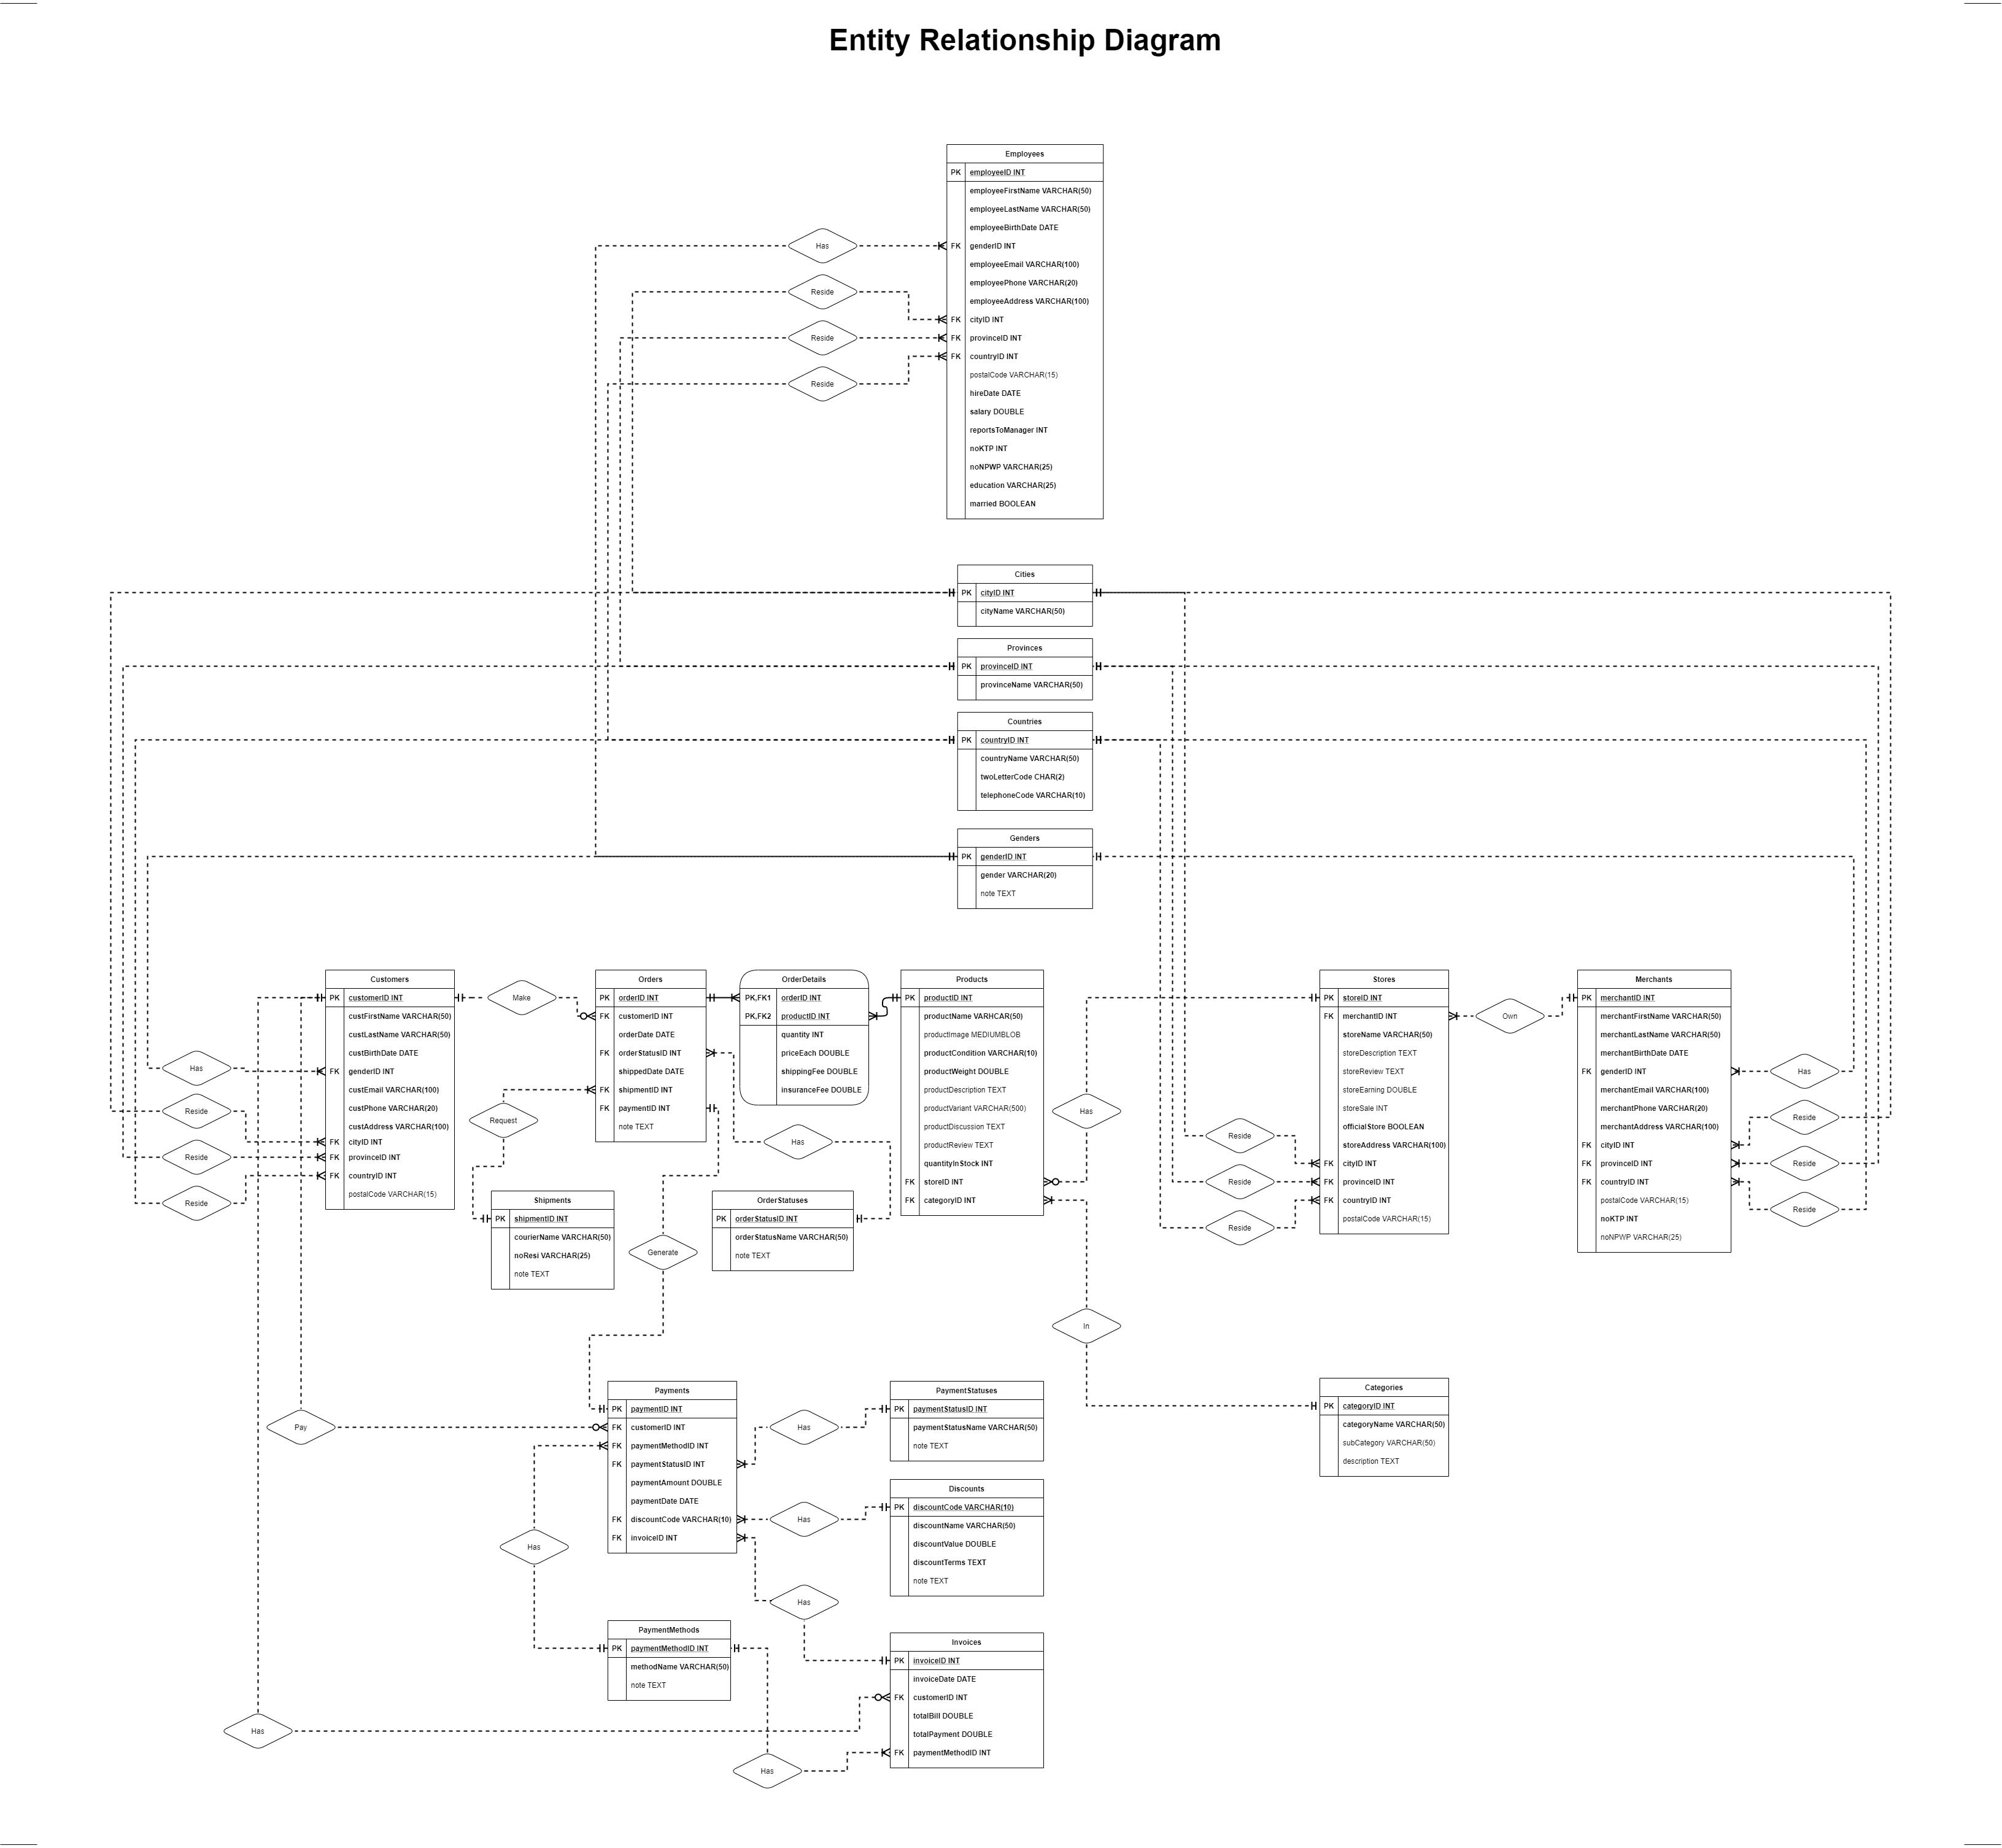 Entity Relationship Diagram
Employees
PK employeeID INT
employeeFirstName VARCHAR(50)
employeeLastName VARCHAR(50)
employeeBirthDate DATE
Has
FK genderID INT
employeeEmail VARCHAR(100)
employeePhone VARCHAR(20)
Reside
employeeAddress VARCHAR(100)
FK cityID INT
Reside
FK provinceID INT
FK countryID INT
Reside
postalCode VARCHAR(15)
hireDate DATE
salary DOUBLE
reportsToManager INT
noKTP INT
noNPWP VARCHAR(25)
education VARCHAR(25)
married BOOLEAN
Cities
PK cityID INT
cityName VARCHAR(50)
Provinces
PK provinceID INT
provinceName VARCHAR(50)
Countries
PK countryID INT
countryName VARCHAR(50)
twoLetterCode CHAR(2)
telephoneCode VARCHAR(10)
Genders
PK genderID INT
gender VARCHAR(20)
note TEXT
Customers
PK customerID INT
custFirstName VARCHAR(50)
custLastName VARCHAR(50)
custBirthDate DATE
FK genderID INT
custEmail VARCHAR(100)
custPhone VARCHAR(20)
custAddress VARCHAR(100)
FK cityID INT
FK provinceID INT
FK countryID INT
postalCode VARCHAR(15)
Has
Reside
Reside
Reside
Make
Orders
PK orderID INT
FK customerID INT
orderDate DATE
FK orderStatusID INT
shippedDate DATE
FK shipmentID INT
FK paymentID INT
note TEXT
Request
OrderDetails
PK,FK1 orderID INT
PK,FK2 productID INT
quantity INT
priceEach DOUBLE
shippingFee DOUBLE
insuranceFee DOUBLE
Has
Products
PK productID INT
productName VARHCAR(50)
productImage MEDIUMBLOB
productCondition VARCHAR(10)
productWeight DOUBLE
productDescription TEXT
productVariant VARCHAR(500)
productDiscussion TEXT
productReview TEXT
quantityInStock INT
FK storeID INT
FK categoryID INT
Has
Stores
PK storeID INT
FK merchantID INT
storeName VARCHAR(50)
storeDescription TEXT
storeReview TEXT
storeEarning DOUBLE
storeSale INT
officialStore BOOLEAN
storeAddress VARCHAR(100)
FK cityID INT
FK provinceID INT
FK countryID INT
postalCode VARCHAR(15)
Reside
Reside
Reside
Own
Merchants
PK merchantID INT
merchantFirstName VARCHAR(50)
merchantLastName VARCHAR(50)
merchantBirthDate DATE
FK genderID INT
merchantEmail VARCHAR(100)
merchantPhone VARCHAR(20)
merchantAddress VARCHAR(100)
FK cityID INT
FK provinceID INT
FK countryID INT
postalCode VARCHAR(15)
noKTP INT
noNPWP VARCHAR(25)
Has
Reside
Reside
Reside
Shipments
PK shipmentID INT
courierName VARCHAR(50)
noResi VARCHAR(25)
note TEXT
Generate
OrderStatuses
PK orderStatusID INT
orderStatusName VARCHAR(50)
note TEXT
In
Pay
Payments
PK paymentID INT
FK customerID INT
FK paymentMethodID INT
FK paymentStatusID INT
paymentAmount DOUBLE
paymentDate DATE
FK discountCode VARCHAR(10)
FK invoiceID INT
Has
Has
Has
Has
PaymentStatuses
PK paymentStatusID INT
paymentStatusName VARCHAR(50)
note TEXT
Categories
PK categoryID INT
categoryName VARCHAR(50)
subCategory VARCHAR(50)
description TEXT
Discounts
PK discountCode VARCHAR(10)
discountName VARCHAR(50)
discountValue DOUBLE
discountTerms TEXT
note TEXT
PaymentMethods
PK paymentMethodID INT
methodName VARCHAR(50)
note TEXT
Invoices
PK invoiceID INT
invoiceDate DATE
FK customerID INT
totalBill DOUBLE
totalPayment DOUBLE
FK paymentMethodID INT
Has
Has